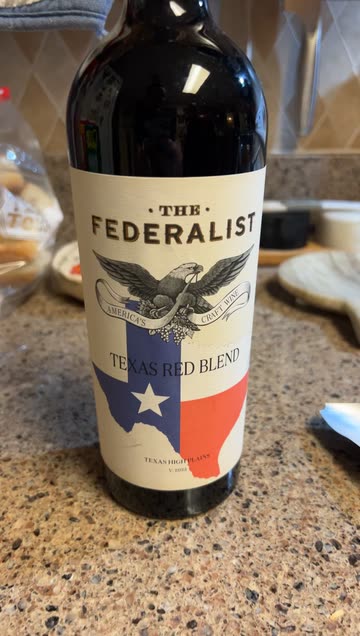 · THE ·
FEDERALIST
AMERICA'S CRAFT WINE
TEXAS RED BLEND
TEXAS HIGH PLAINS